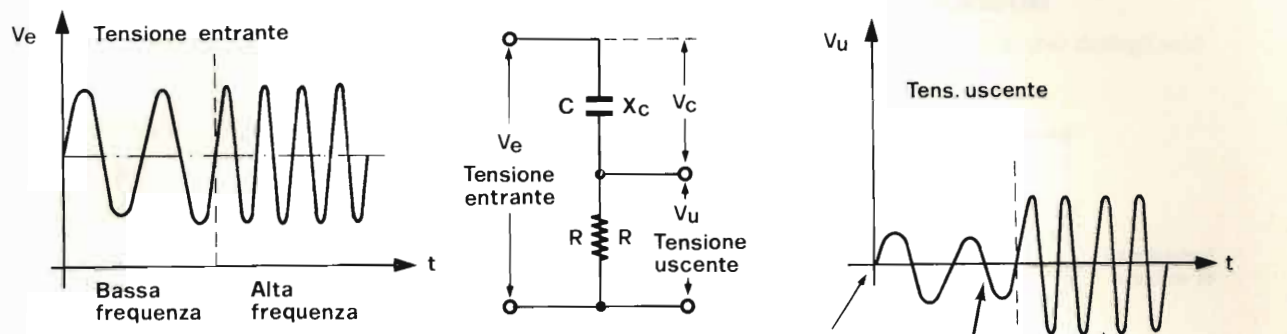 Ve
Tensione entrante
t
Bassa
frequenza
Alta
frequenza
C
Xc
Vc
Ve
Tensione
entrante
R
R
Vu
Tensione
uscente
Vu
Tens. uscente
t